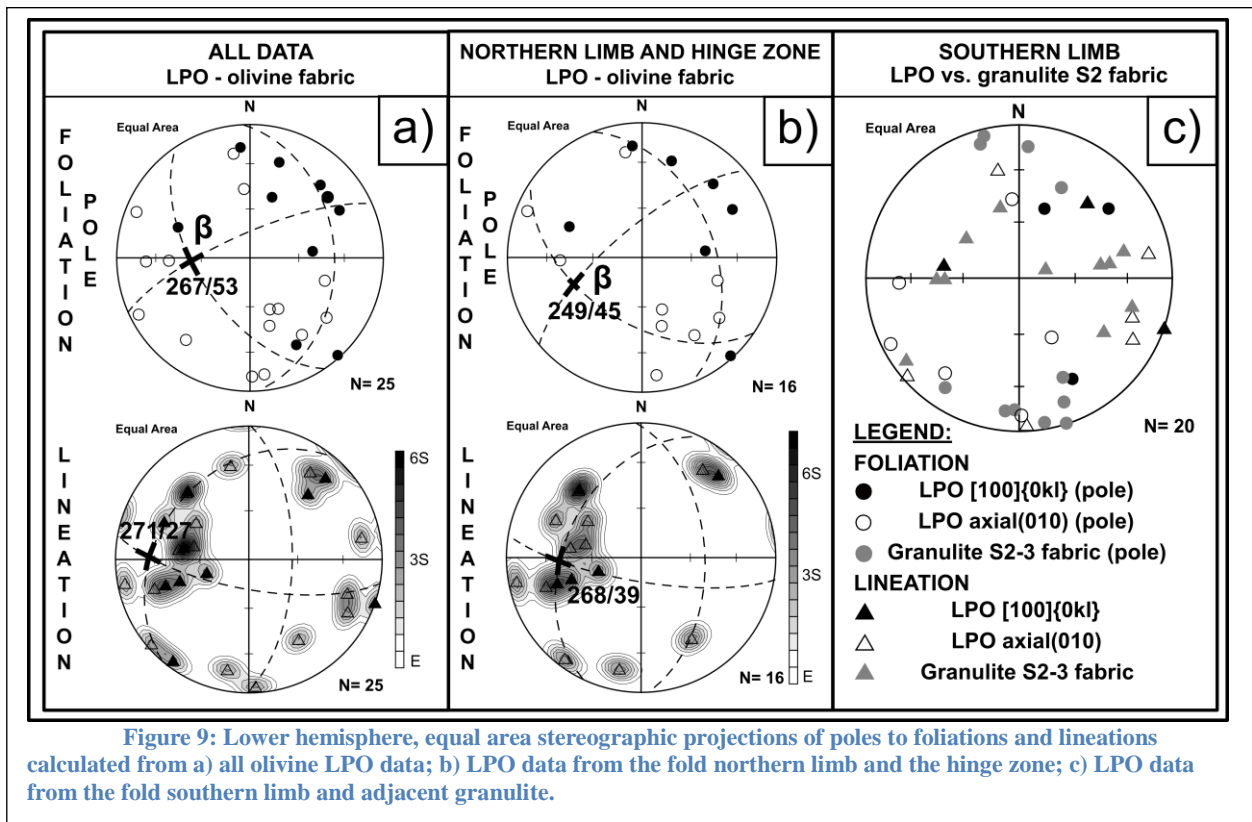 ALL DATA
LPO - olivine fabric
NORTHERN LIMB AND HINGE ZONE
LPO - olivine fabric
SOUTHERN LIMB
LPO vs. granulite S2 fabric
a)
FOLIATION
POLE
Equal Area
N
β
267/53
N= 25
b)
FOLIATION
POLE
Equal Area
N
β
249/45
N= 16
c)
Equal Area
N
N= 20
LINEATION
Equal Area
N
271/27
6S
3S
E
N= 25
LINEATION
Equal Area
N
268/39
6S
3S
E
N= 16
LEGEND:
FOLIATION
LPO [100]{0kl} (pole)
LPO axial(010) (pole)
Granulite S2-3 fabric (pole)
LINEATION
LPO [100]{0kl}
LPO axial(010)
Granulite S2-3 fabric
Figure 9: Lower hemisphere, equal area stereographic projections of poles to foliations and lineations
calculated from a) all olivine LPO data; b) LPO data from the fold northern limb and the hinge zone; c) LPO data
from the fold southern limb and adjacent granulite.